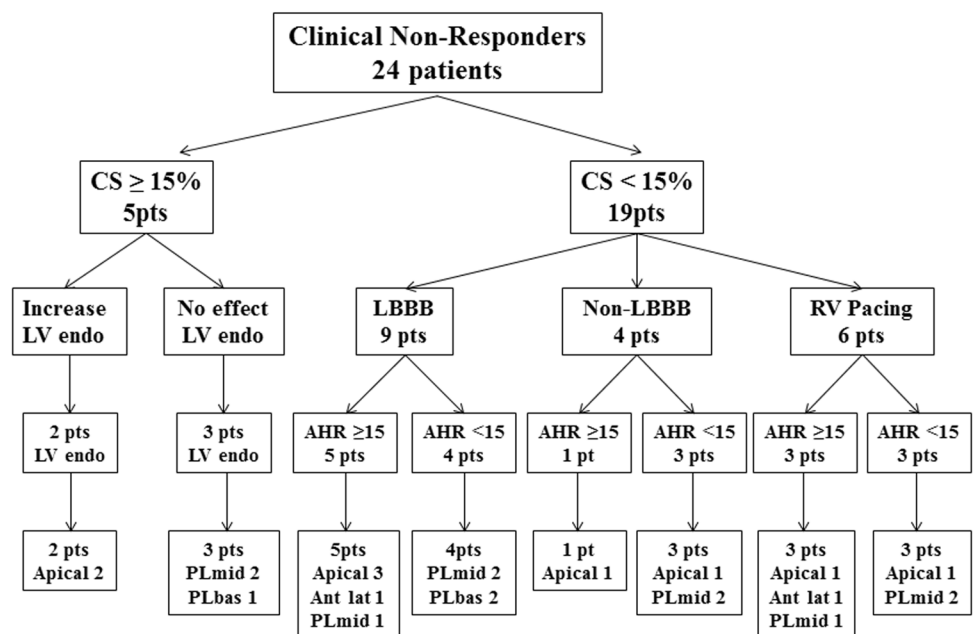 Clinical Non-Responders
24 patients
CS ≥ 15%
5pts
CS < 15%
19pts
Increase
LV endo
No effect
LV endo
LBBB
9 pts
Non-LBBB
4 pts
RV Pacing
6 pts
2 pts
LV endo
3 pts
LV endo
AHR ≥15
5 pts
AHR <15
4 pts
AHR ≥15
1 pt
AHR <15
3 pts
AHR ≥15
3 pts
AHR <15
3 pts
2 pts
Apical 2
3 pts
PLmid 2
PLbas 1
5pts
Apical 3
Ant lat 1
PLmid 1
4pts
PLmid 2
PLbas 2
1 pt
Apical 1
3 pts
Apical 1
PLmid 2
3 pts
Apical 1
Ant lat 1
PLmid 1
3 pts
Apical 1
PLmid 2